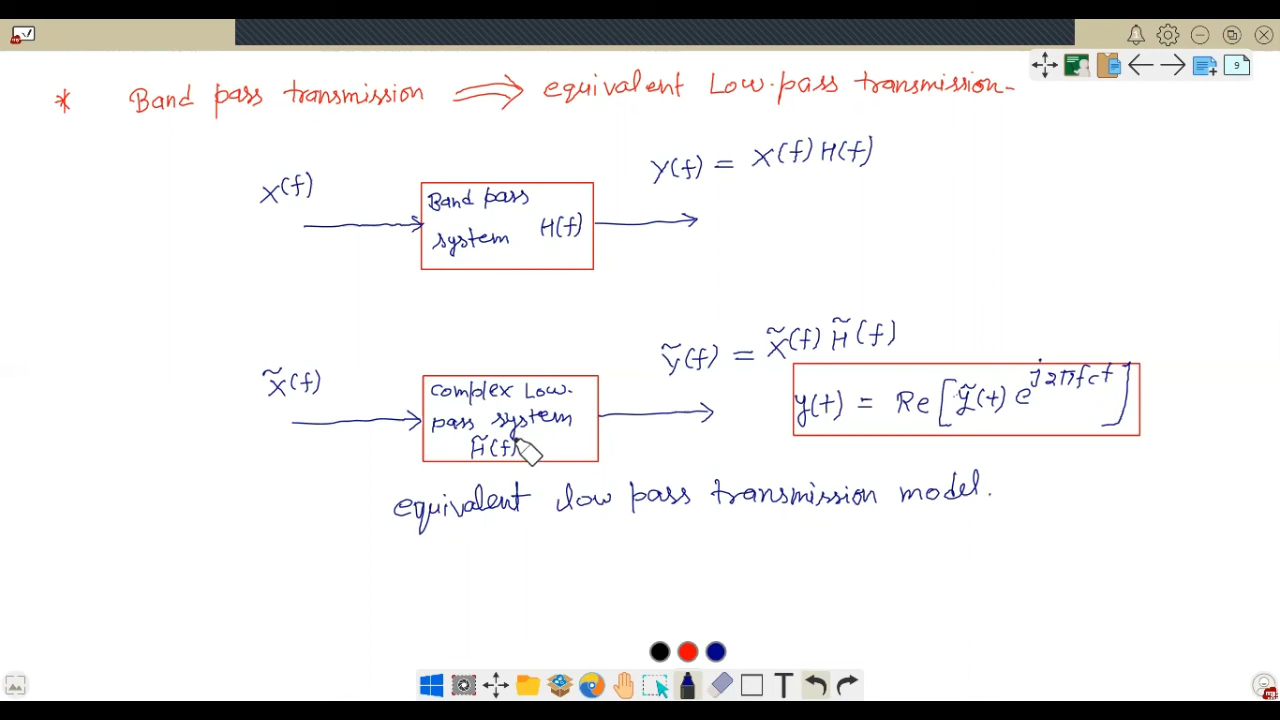 * Band pass transmission ⟹ equivalent Low-pass transmission-
9
X(f)
Band pass
system H(f)
Y(f) = X(f) H(f)
X̃(f)
Complex Low-
pass system
H̃(f)
Ỹ(f) = X̃(f) H̃(f)
y(t) = Re[ỹ(t) e^{j2πfct}]
equivalent low pass transmission model.
T